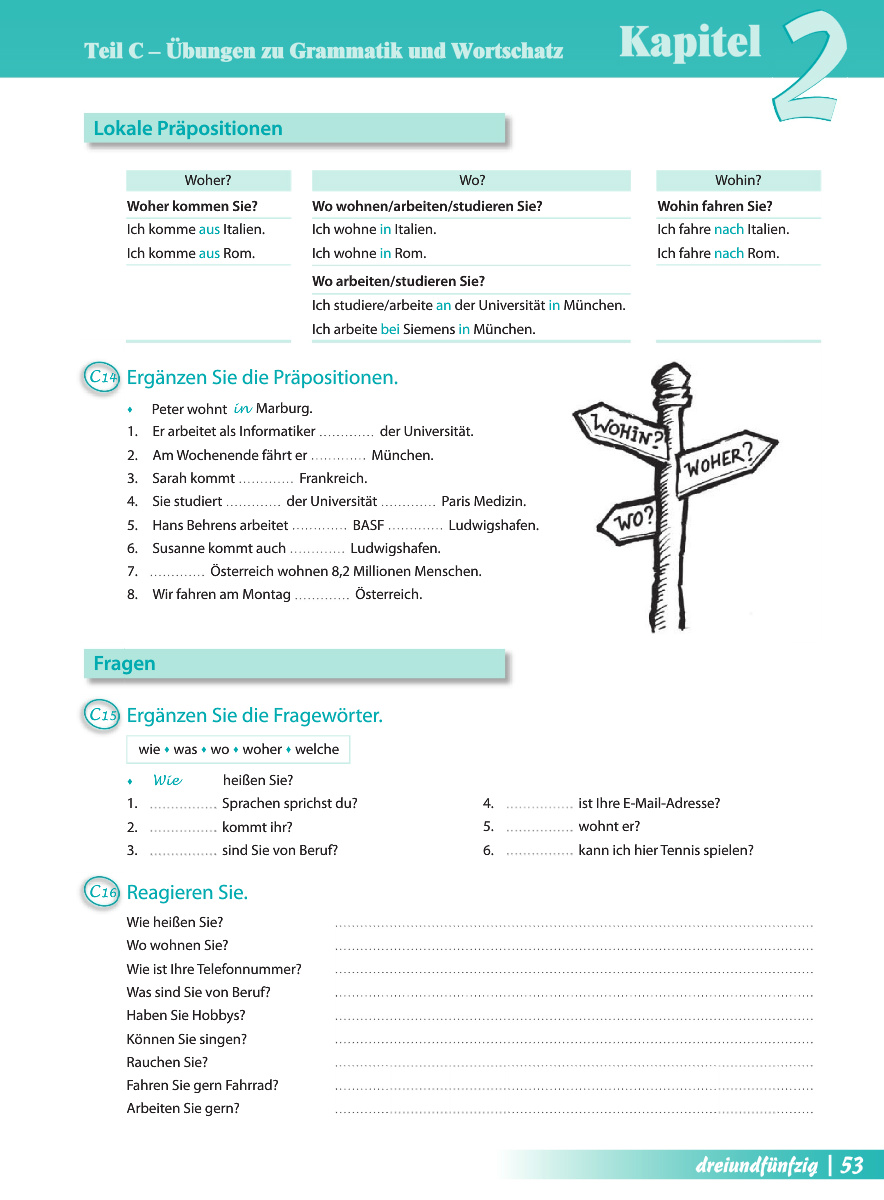 Teil C – Übungen zu Grammatik und Wortschatz
Kapitel 2
Lokale Präpositionen
Woher? Wo? Wohin?
Woher kommen Sie? Wo wohnen/arbeiten/studieren Sie? Wohin fahren Sie?
Ich komme aus Italien. Ich wohne in Italien. Ich fahre nach Italien.
Ich komme aus Rom. Ich wohne in Rom. Ich fahre nach Rom.
Wo arbeiten/studieren Sie?
Ich studiere/arbeite an der Universität in München.
Ich arbeite bei Siemens in München.
C14 Ergänzen Sie die Präpositionen.
♦ Peter wohnt in Marburg.
1. Er arbeitet als Informatiker ............. der Universität.
2. Am Wochenende fährt er ............. München.
3. Sarah kommt ............. Frankreich.
4. Sie studiert ............. der Universität ............. Paris Medizin.
5. Hans Behrens arbeitet ............. BASF ............. Ludwigshafen.
6. Susanne kommt auch ............. Ludwigshafen.
7. ............. Österreich wohnen 8,2 Millionen Menschen.
8. Wir fahren am Montag ............. Österreich.
WOHIN?
WOHER?
WO?
Fragen
C15 Ergänzen Sie die Fragewörter.
wie ♦ was ♦ wo ♦ woher ♦ welche
♦ Wie heißen Sie?
1. ................ Sprachen sprichst du?
2. ................ kommt ihr?
3. ................ sind Sie von Beruf?
4. ................ ist Ihre E-Mail-Adresse?
5. ................ wohnt er?
6. ................ kann ich hier Tennis spielen?
C16 Reagieren Sie.
Wie heißen Sie?
Wo wohnen Sie?
Wie ist Ihre Telefonnummer?
Was sind Sie von Beruf?
Haben Sie Hobbys?
Können Sie singen?
Rauchen Sie?
Fahren Sie gern Fahrrad?
Arbeiten Sie gern?
dreiundfünfzig | 53